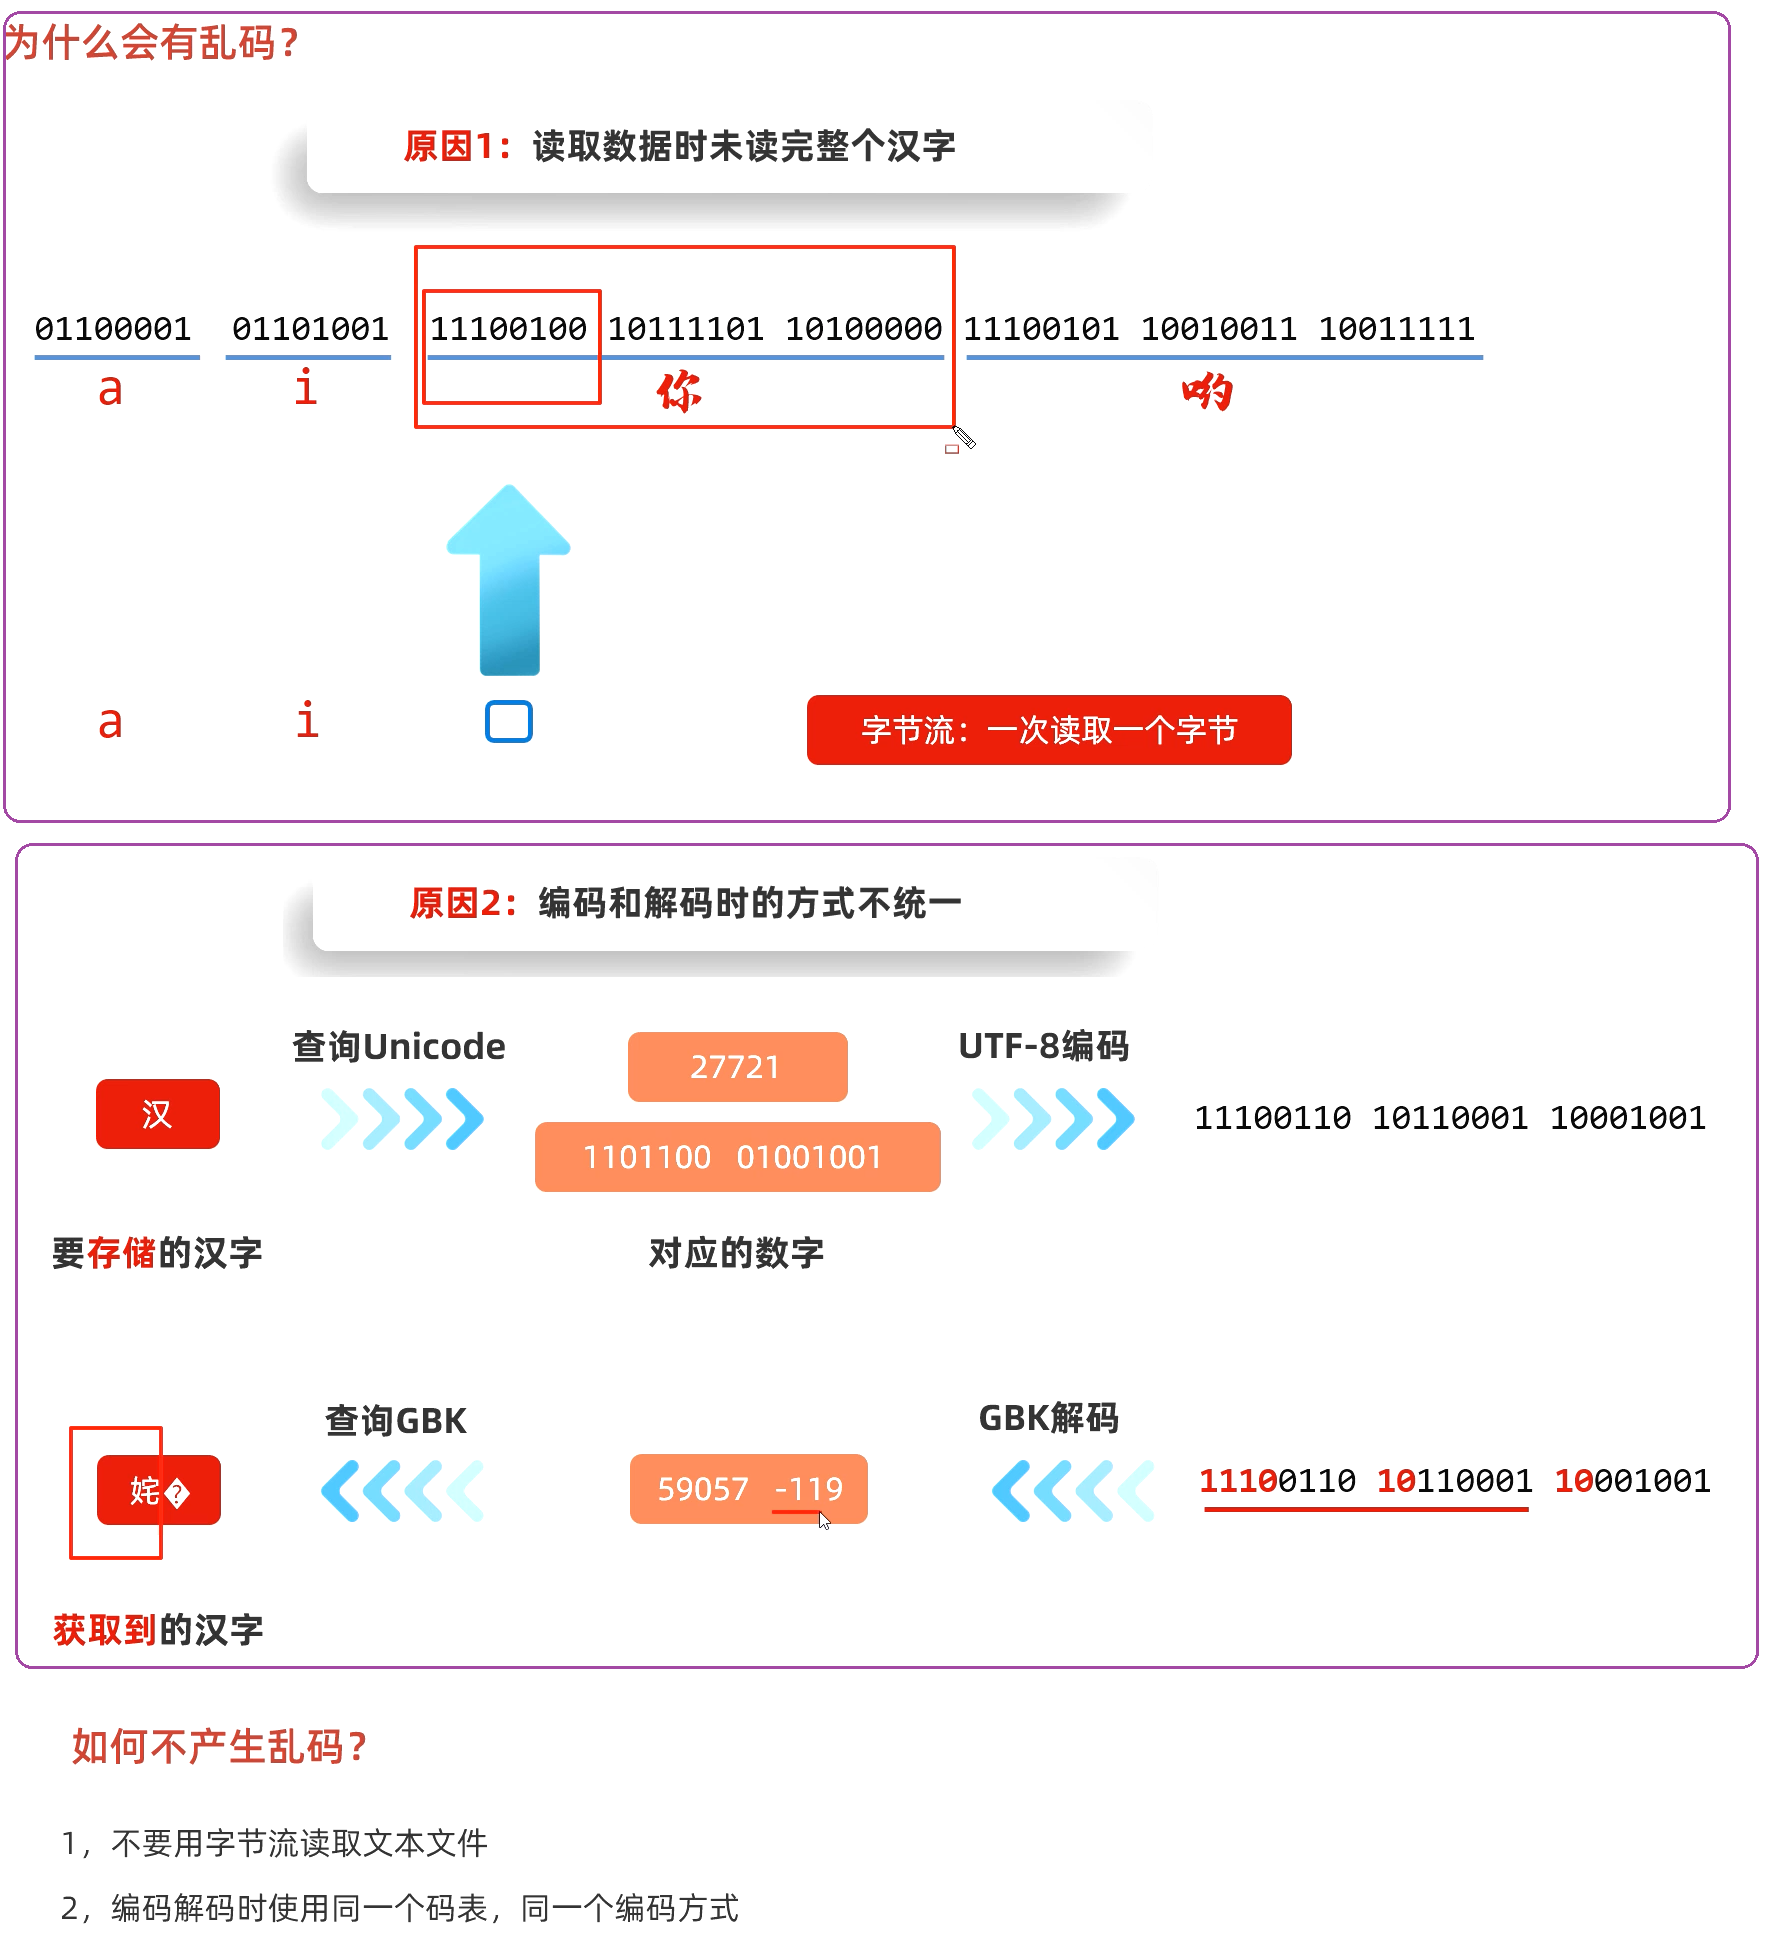 为什么会有乱码？
原因1：读取数据时未读完整个汉字
01100001 01101001 11100100 10111101 10100000 11100101 10010011 10011111
a i 你 哟
a i
字节流：一次读取一个字节
原因2：编码和解码时的方式不统一
查询Unicode 27721 UTF-8编码
汉 1101100 01001001 11100110 10110001 10001001
要存储的汉字 对应的数字
查询GBK GBK解码
姹� 59057 -119 11100110 10110001 10001001
获取到的汉字
如何不产生乱码？
1，不要用字节流读取文本文件
2，编码解码时使用同一个码表，同一个编码方式